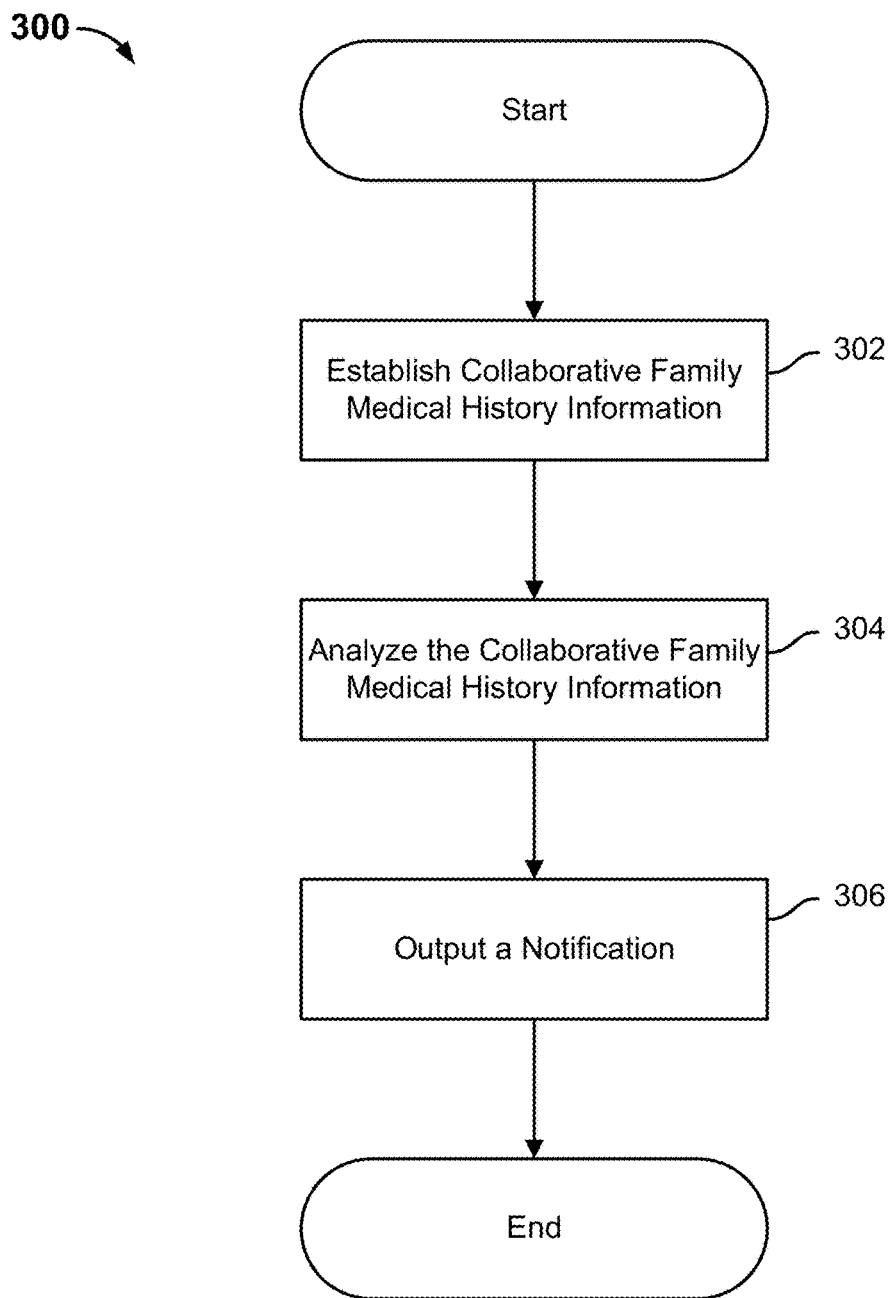 300
Start
Establish Collaborative Family
Medical History Information
302
Analyze the Collaborative Family
Medical History Information
304
Output a Notification
306
End